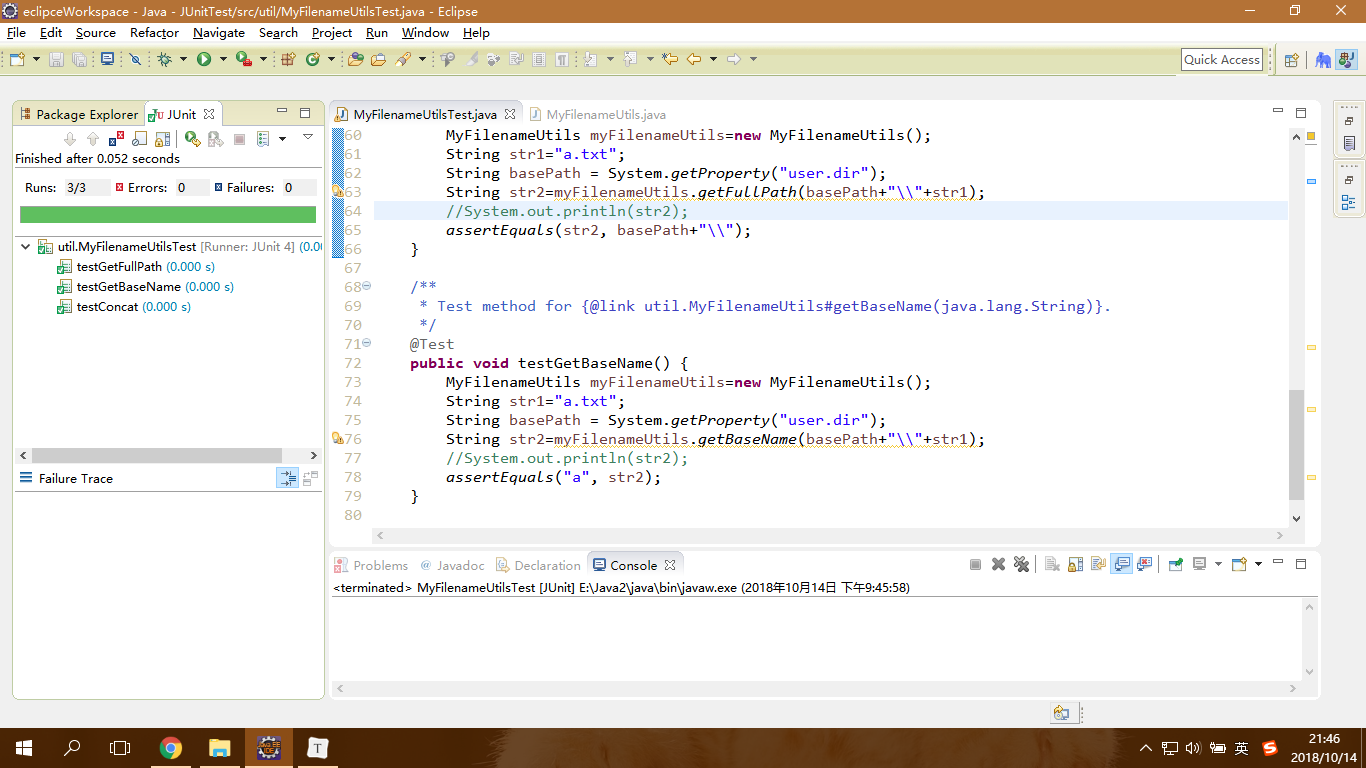 eclipceWorkspace - Java - JUnitTest/src/util/MyFilenameUtilsTest.java - Eclipse
File Edit Source Refactor Navigate Search Project Run Window Help
Quick Access
Package Explorer JUnit
Finished after 0.052 seconds
Runs: 3/3 Errors: 0 Failures: 0
util.MyFilenameUtilsTest [Runner: JUnit 4] (0.00
testGetFullPath (0.000 s)
testGetBaseName (0.000 s)
testConcat (0.000 s)
Failure Trace
MyFilenameUtilsTest.java MyFilenameUtils.java
60 MyFilenameUtils myFilenameUtils=new MyFilenameUtils();
61 String str1="a.txt";
62 String basePath = System.getProperty("user.dir");
63 String str2=myFilenameUtils.getFullPath(basePath+"\\"+str1);
64 //System.out.println(str2);
65 assertEquals(str2, basePath+"\\");
66 }
67
68 /**
69 * Test method for {@link util.MyFilenameUtils#getBaseName(java.lang.String)}.
70 */
71 @Test
72 public void testGetBaseName() {
73 MyFilenameUtils myFilenameUtils=new MyFilenameUtils();
74 String str1="a.txt";
75 String basePath = System.getProperty("user.dir");
76 String str2=myFilenameUtils.getBaseName(basePath+"\\"+str1);
77 //System.out.println(str2);
78 assertEquals("a", str2);
79 }
80
Problems @ Javadoc Declaration Console
<terminated> MyFilenameUtilsTest [JUnit] E:\Java2\java\bin\javaw.exe (2018年10月14日 下午9:45:58)
T
英
21:46
2018/10/14